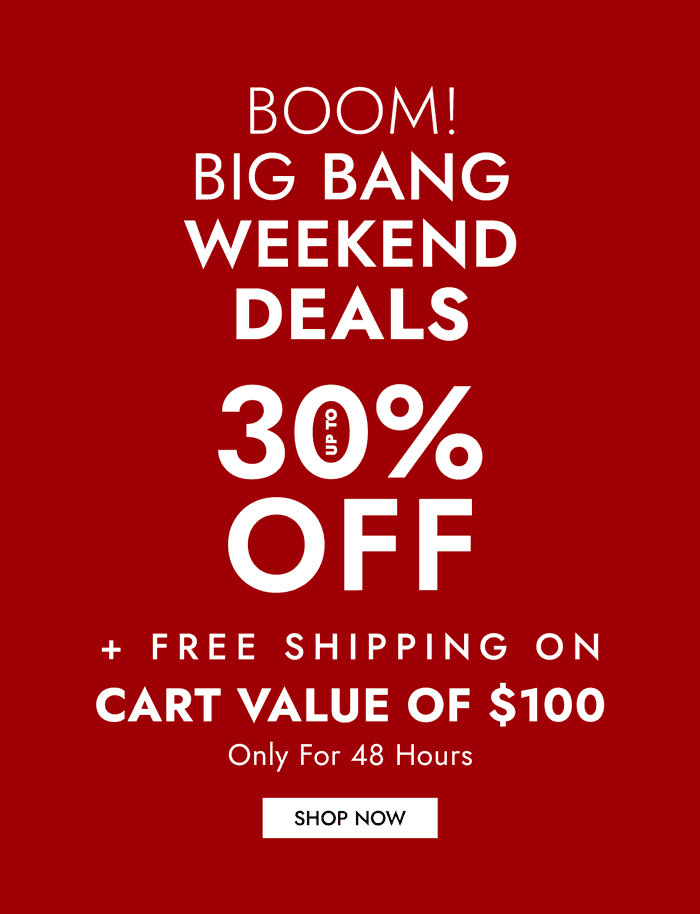 BOOM!
BIG BANG
WEEKEND
DEALS
UP TO
30%
OFF
+ FREE SHIPPING ON
CART VALUE OF $100
Only For 48 Hours
SHOP NOW